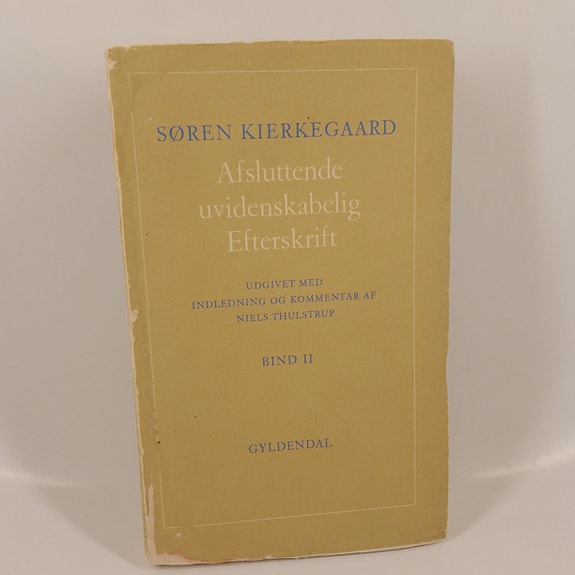 SØREN KIERKEGAARD
Afsluttende
uvidenskabelig
Efterskrift
UDGIVET MED
INDLEDNING OG KOMMENTAR AF
NIELS THULSTRUP
BIND II
GYLDENDAL